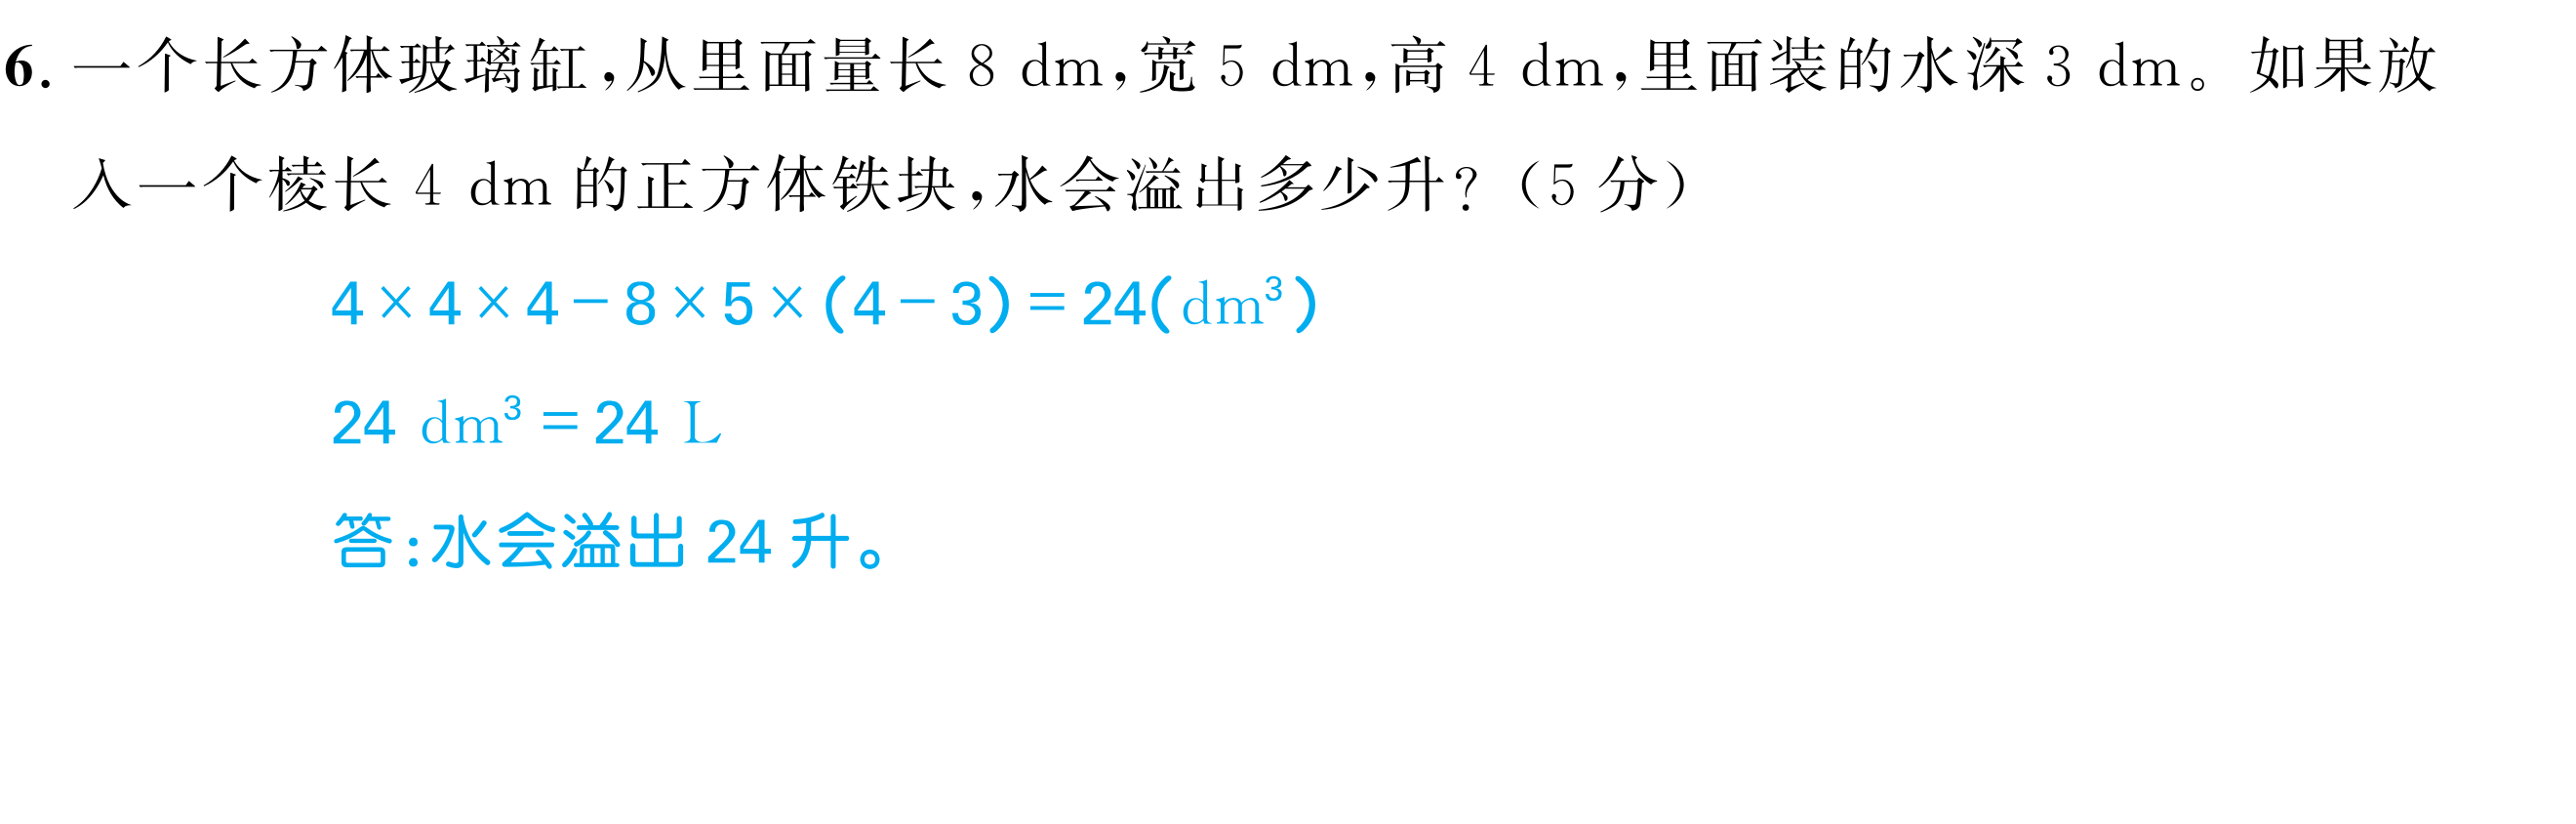 6. 一个长方体玻璃缸,从里面量长 8 dm,宽 5 dm,高 4 dm,里面装的水深 3 dm。如果放
入一个棱长 4 dm 的正方体铁块,水会溢出多少升?(5 分)
4×4×4－8×5×(4－3)＝24(dm³)
24 dm³＝24 L
答:水会溢出 24 升。